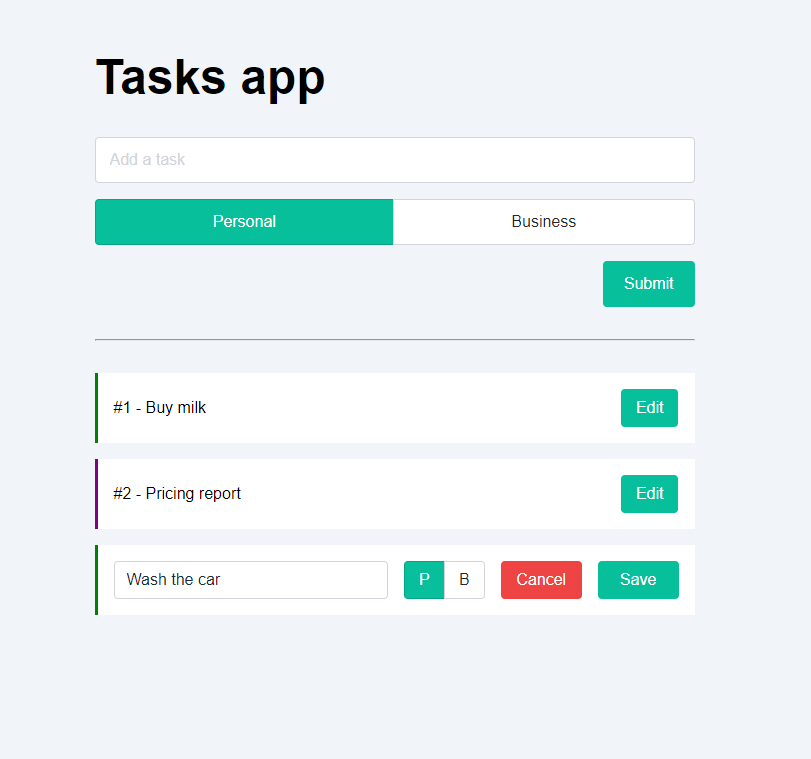 Tasks app
Add a task
Personal Business
Submit
#1 - Buy milk Edit
#2 - Pricing report Edit
Wash the car P B Cancel Save